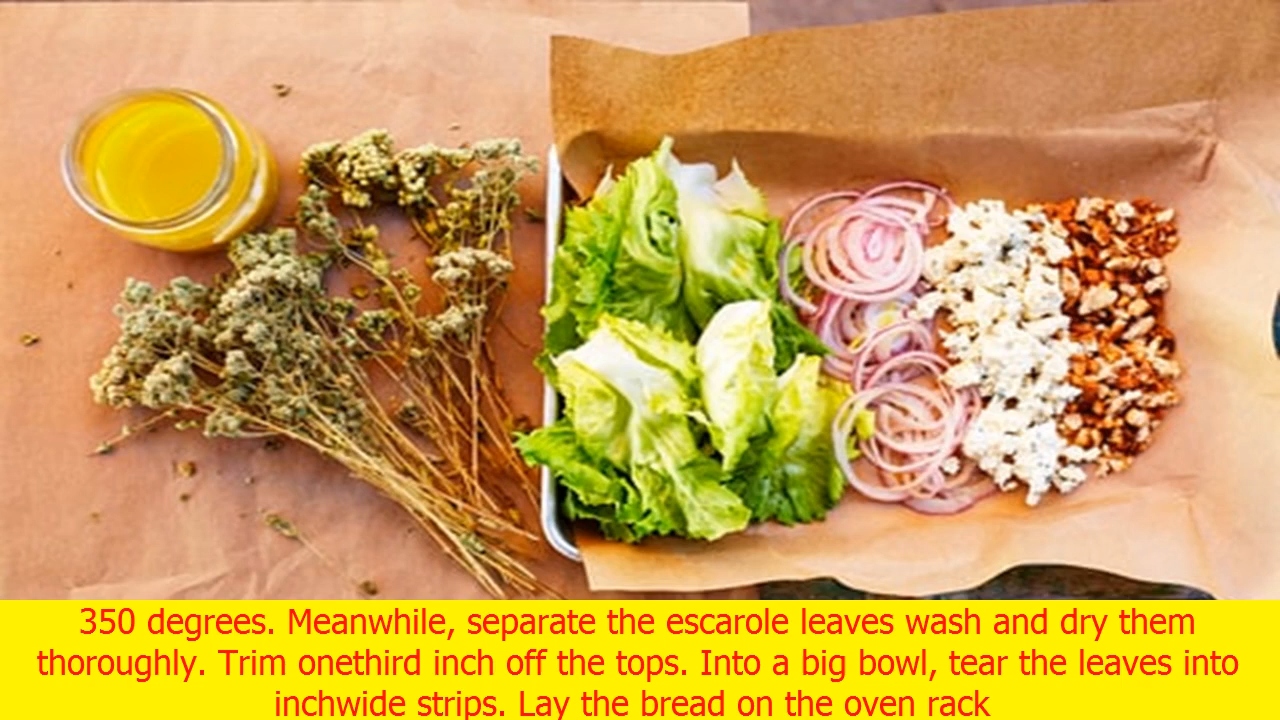 350 degrees. Meanwhile, separate the escarole leaves wash and dry them
thoroughly. Trim onethird inch off the tops. Into a big bowl, tear the leaves into
inchwide strips. Lay the bread on the oven rack